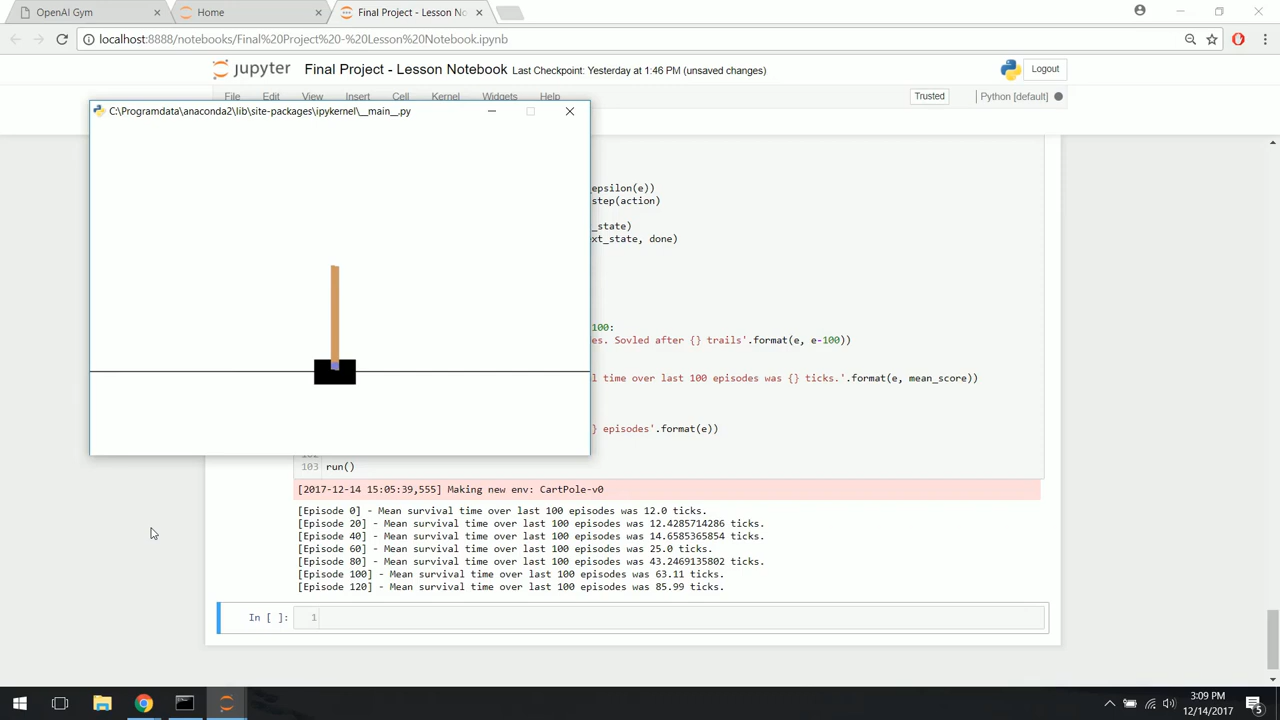 OpenAI Gym
Home
Final Project - Lesson No
localhost:8888/notebooks/Final%20Project%20-%20Lesson%20Notebook.ipynb
jupyter Final Project - Lesson Notebook Last Checkpoint: Yesterday at 1:46 PM (unsaved changes)
Logout
File Edit View Insert Cell Kernel Widgets Help
Trusted
Python [default]
C:\Programdata\anaconda2\lib\site-packages\ipykernel\__main__.py
epsilon(e))
step(action)
_state)
ext_state, done)
100:
es. Sovled after {} trails'.format(e, e-100))
l time over last 100 episodes was {} ticks.'.format(e, mean_score))
} episodes'.format(e))
103 run()
[2017-12-14 15:05:39,555] Making new env: CartPole-v0
[Episode 0] - Mean survival time over last 100 episodes was 12.0 ticks.
[Episode 20] - Mean survival time over last 100 episodes was 12.4285714286 ticks.
[Episode 40] - Mean survival time over last 100 episodes was 14.6585365854 ticks.
[Episode 60] - Mean survival time over last 100 episodes was 25.0 ticks.
[Episode 80] - Mean survival time over last 100 episodes was 43.2469135802 ticks.
[Episode 100] - Mean survival time over last 100 episodes was 63.11 ticks.
[Episode 120] - Mean survival time over last 100 episodes was 85.99 ticks.
In [ ]: 1
3:09 PM
12/14/2017
5